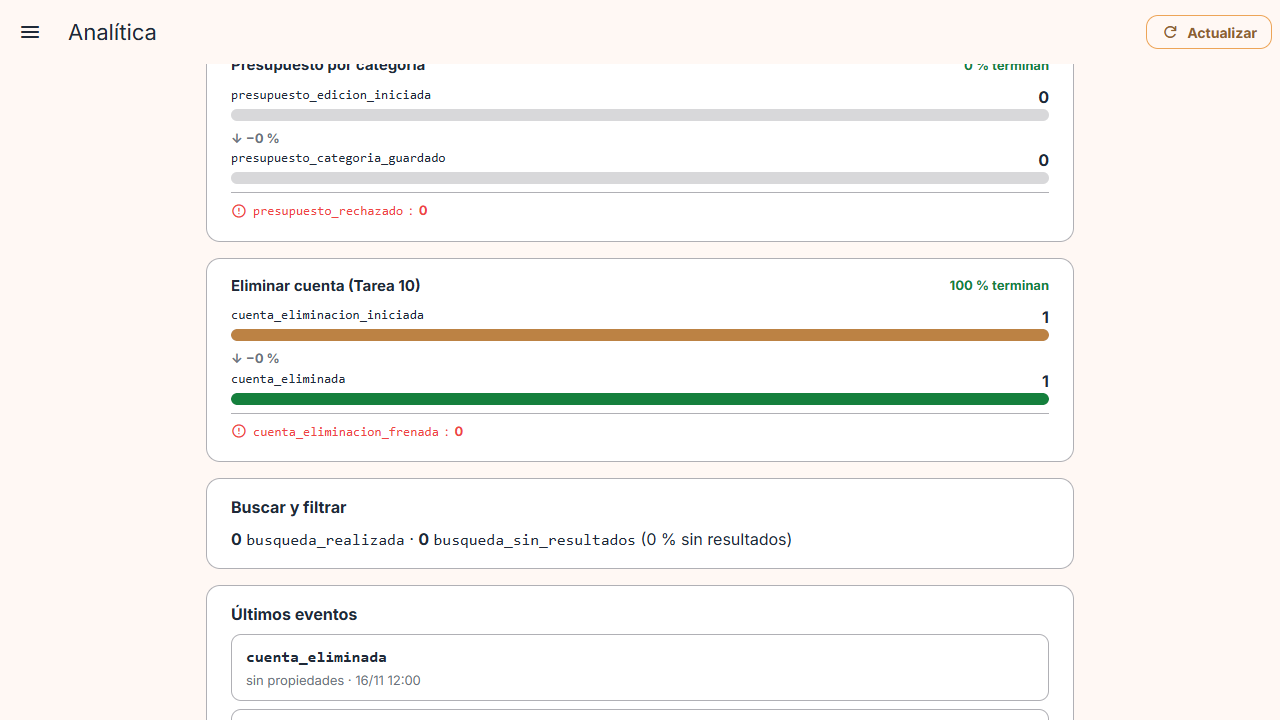 Analítica
Actualizar
Presupuesto por categoría
0 % terminan
presupuesto_edicion_iniciada
0
↓ −0 %
presupuesto_categoria_guardado
0
presupuesto_rechazado : 0
Eliminar cuenta (Tarea 10)
100 % terminan
cuenta_eliminacion_iniciada
1
↓ −0 %
cuenta_eliminada
1
cuenta_eliminacion_frenada : 0
Buscar y filtrar
0 busqueda_realizada · 0 busqueda_sin_resultados (0 % sin resultados)
Últimos eventos
cuenta_eliminada
sin propiedades · 16/11 12:00